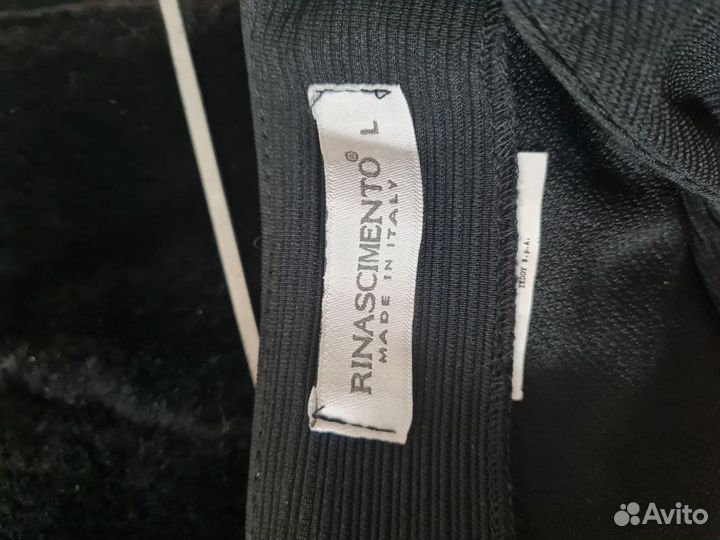 RINASCIMENTO® L
MADE IN ITALY
TEDDY S.P.A.
Avito